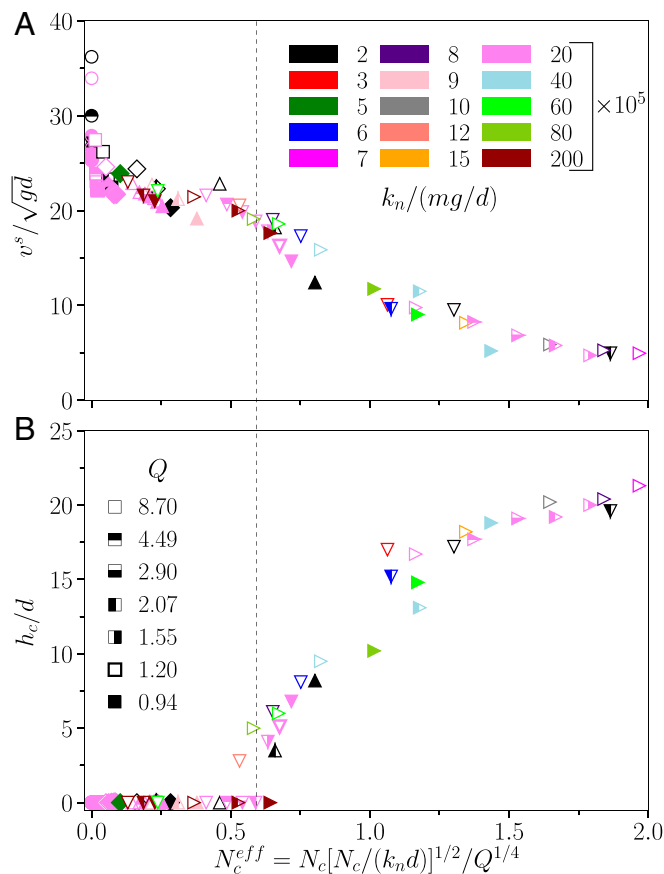 A
40
30
20
10
0
v^s/√gd
2 8 20
3 9 40
5 10 60
6 12 80
7 15 200
×10^5
k_n/(mg/d)
B
25
20
15
10
5
0
h_c/d
Q
8.70
4.49
2.90
2.07
1.55
1.20
0.94
0.0 0.5 1.0 1.5 2.0
N_c^{eff} = N_c[N_c/(k_n d)]^{1/2}/Q^{1/4}